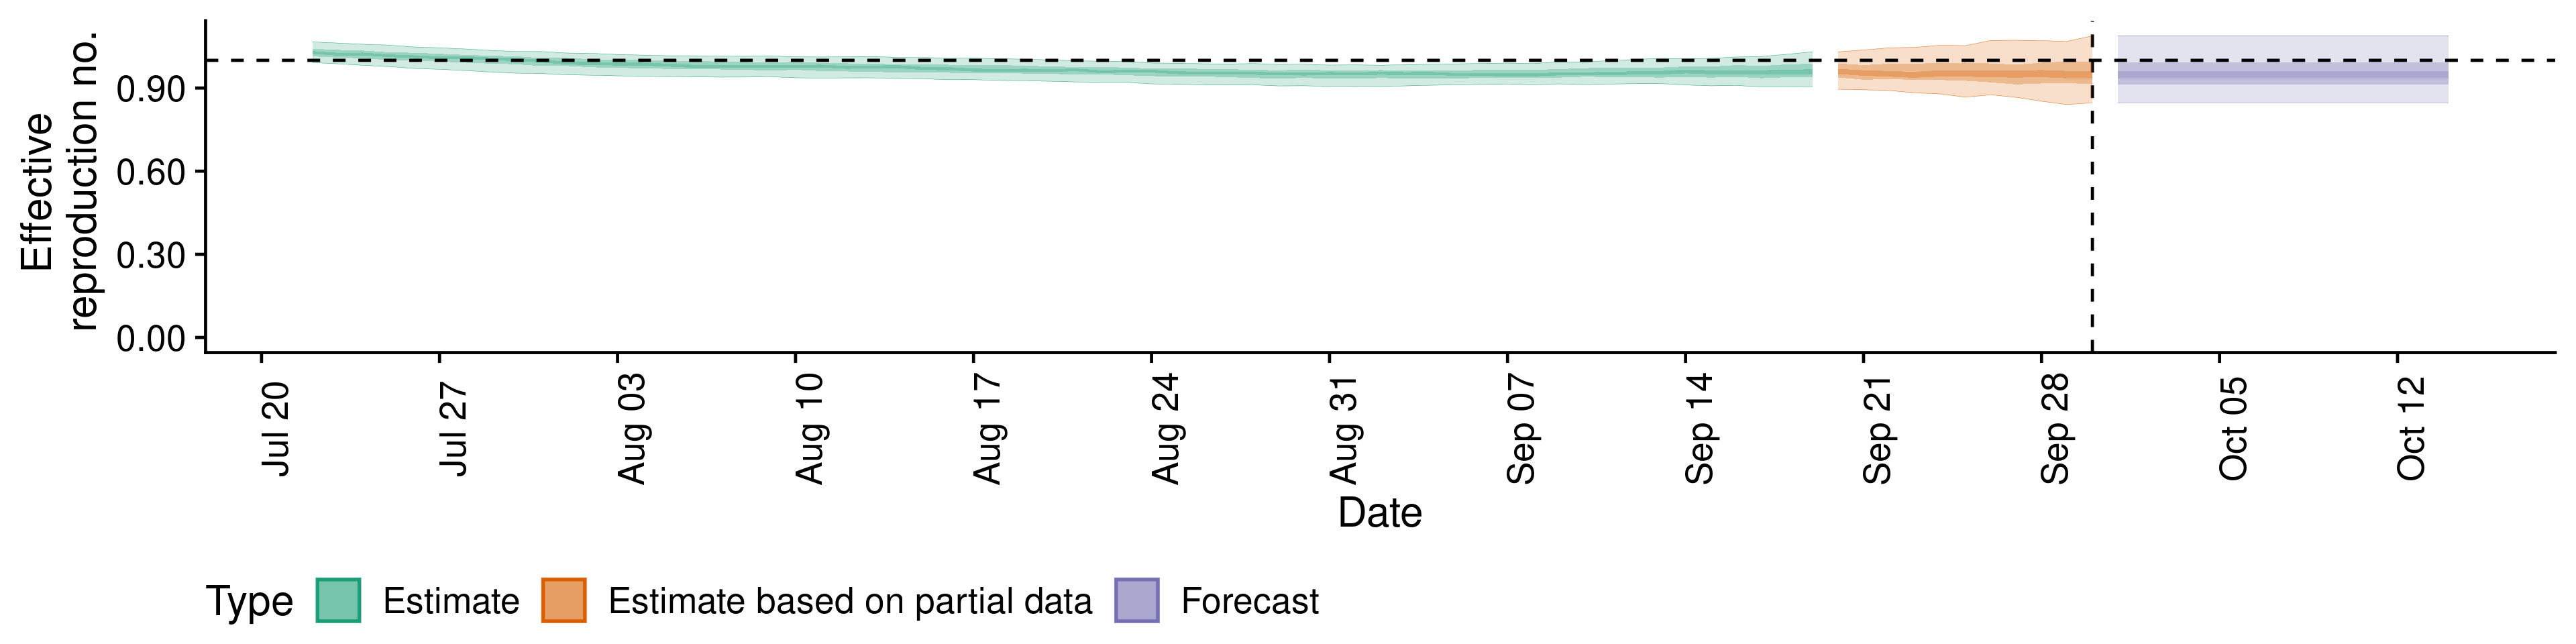 Effective
reproduction no.
0.90
0.60
0.30
0.00
Jul 20
Jul 27
Aug 03
Aug 10
Aug 17
Aug 24
Aug 31
Sep 07
Sep 14
Sep 21
Sep 28
Oct 05
Oct 12
Date
Type Estimate Estimate based on partial data Forecast